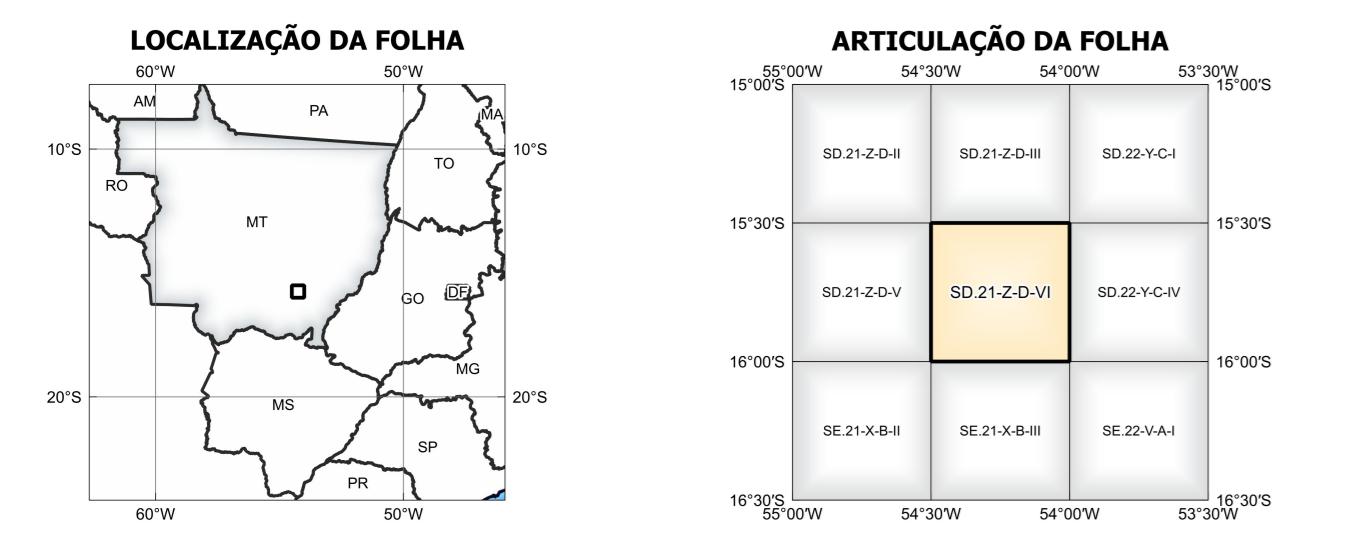 LOCALIZAÇÃO DA FOLHA
60°W 50°W
AM
PA
MA
10°S 10°S
TO
RO
MT
GO
DF
MG
20°S 20°S
MS
SP
PR
60°W 50°W
ARTICULAÇÃO DA FOLHA
55°00'W 54°30'W 54°00'W 53°30'W
15°00'S 15°00'S
SD.21-Z-D-II SD.21-Z-D-III SD.22-Y-C-I
15°30'S 15°30'S
SD.21-Z-D-V SD.21-Z-D-VI SD.22-Y-C-IV
16°00'S 16°00'S
SE.21-X-B-II SE.21-X-B-III SE.22-V-A-I
16°30'S 16°30'S
55°00'W 54°30'W 54°00'W 53°30'W